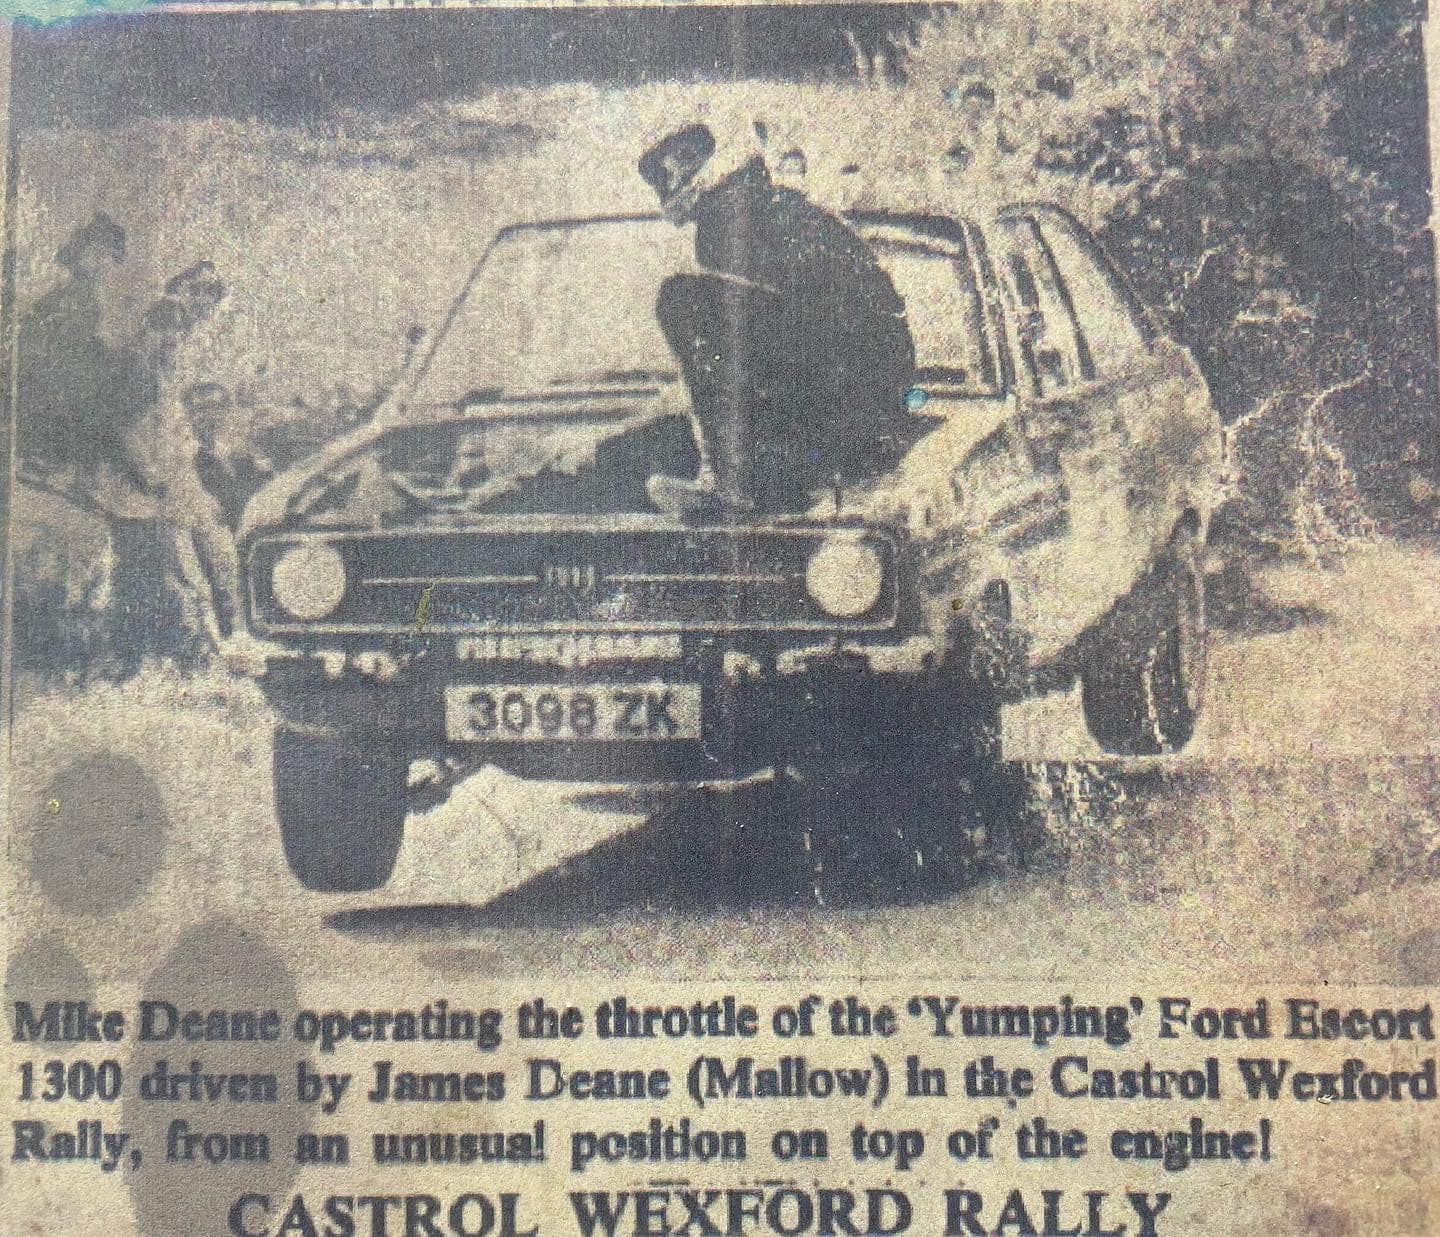 3098 ZK
Mike Deane operating the throttle of the ‘Yumping’ Ford Escort
1300 driven by James Deane (Mallow) in the Castrol Wexford
Rally, from an unusual position on top of the engine!
CASTROL WEXFORD RALLY